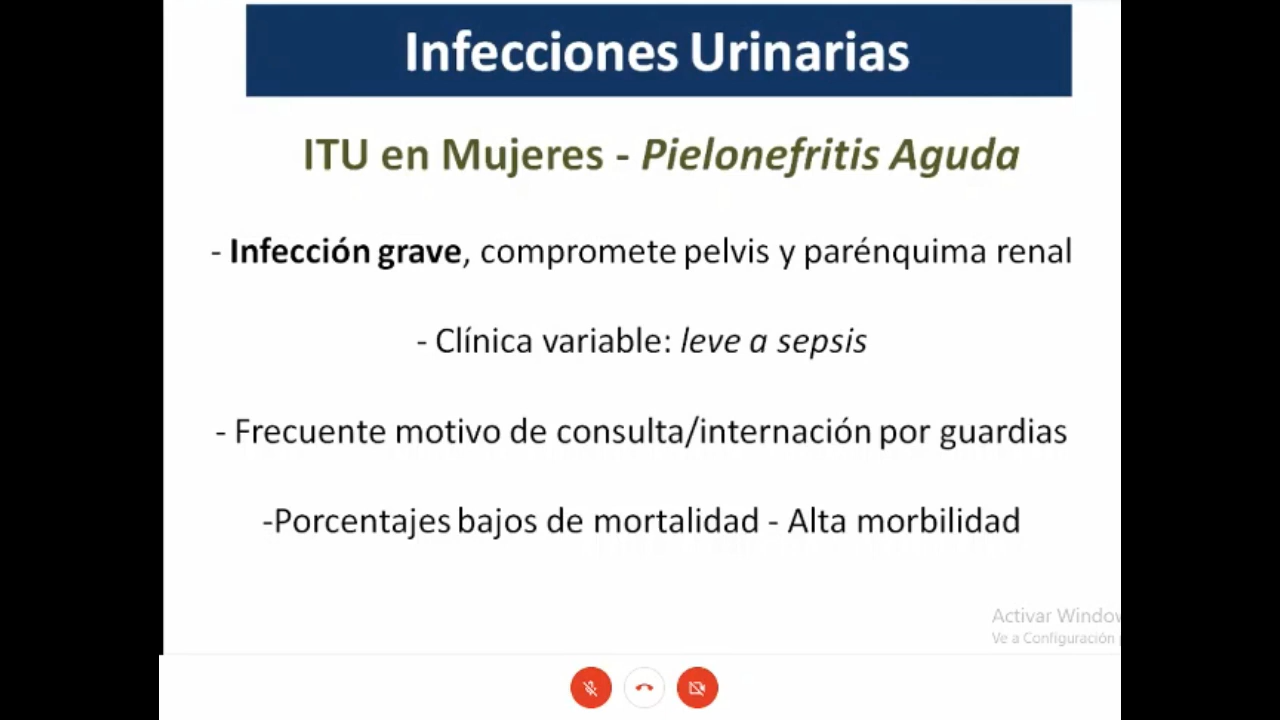 Infecciones Urinarias
ITU en Mujeres - Pielonefritis Aguda
- Infección grave, compromete pelvis y parénquima renal
- Clínica variable: leve a sepsis
- Frecuente motivo de consulta/internación por guardias
-Porcentajes bajos de mortalidad - Alta morbilidad
Activar Window
Ve a Configuración